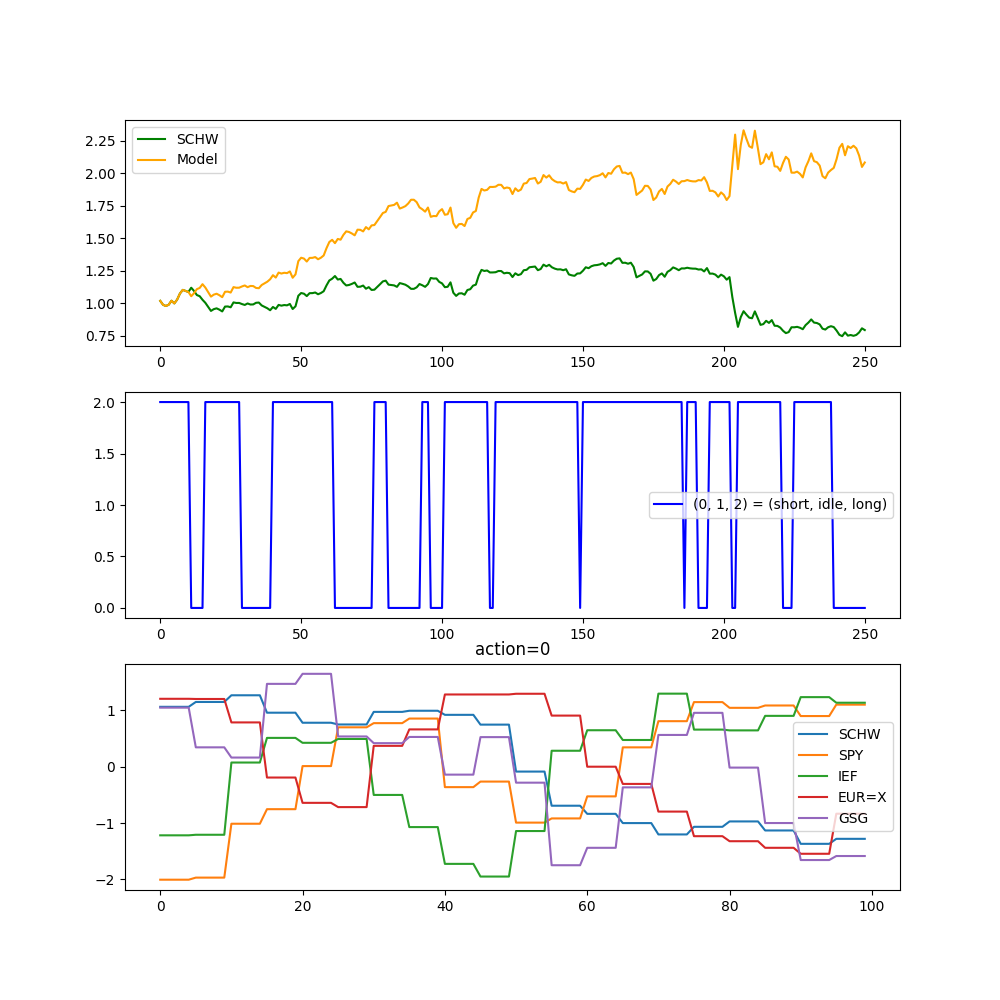 2.25
2.00
1.75
1.50
1.25
1.00
0.75
SCHW
Model
0 50 100 150 200 250
2.0
1.5
1.0
0.5
0.0
(0, 1, 2) = (short, idle, long)
0 50 100 150 200 250
action=0
1
0
−1
−2
SCHW
SPY
IEF
EUR=X
GSG
0 20 40 60 80 100